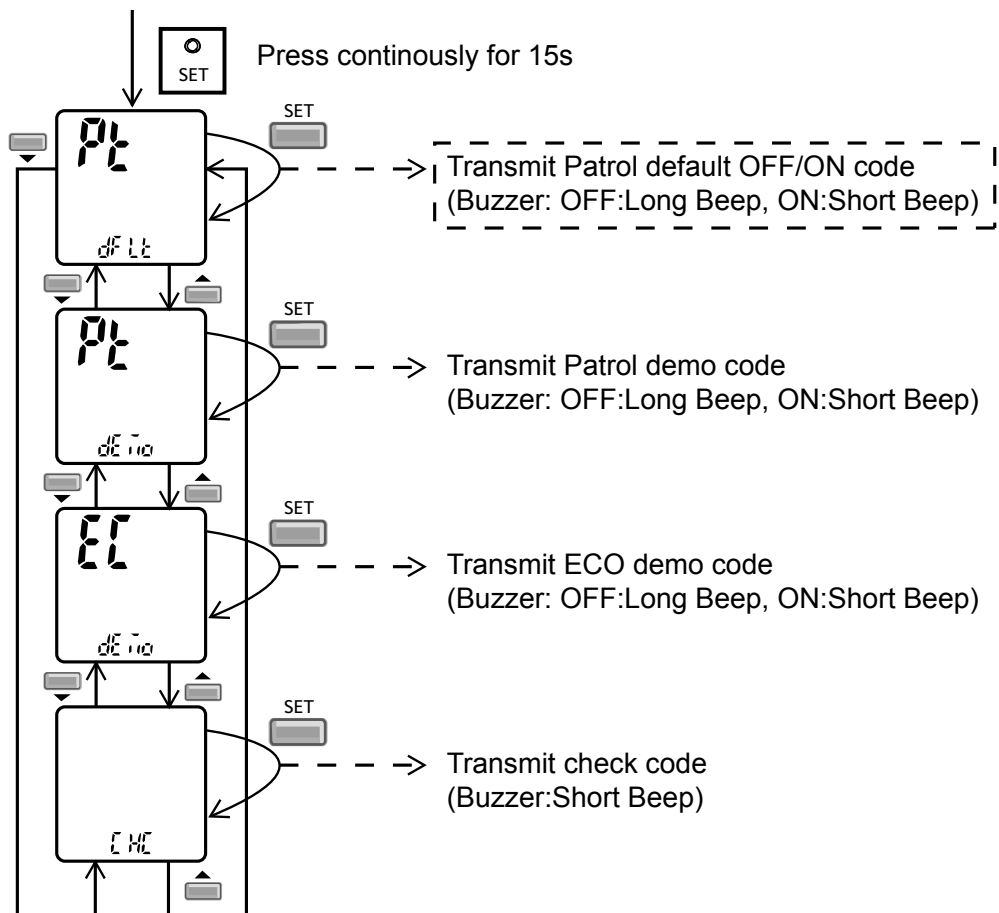 SET
Press continously for 15s
Pt
dFLt
SET
Transmit Patrol default OFF/ON code
(Buzzer: OFF:Long Beep, ON:Short Beep)
Pt
dEmo
SET
Transmit Patrol demo code
(Buzzer: OFF:Long Beep, ON:Short Beep)
EC
dEmo
SET
Transmit ECO demo code
(Buzzer: OFF:Long Beep, ON:Short Beep)
CHC
SET
Transmit check code
(Buzzer:Short Beep)